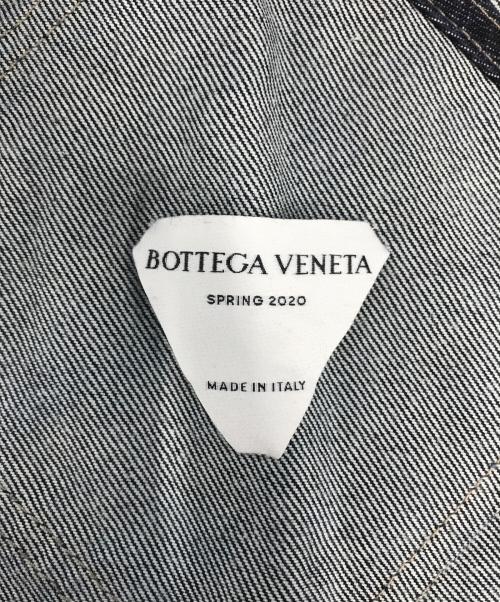 BOTTEGA VENETA
SPRING 2020
MADE IN ITALY